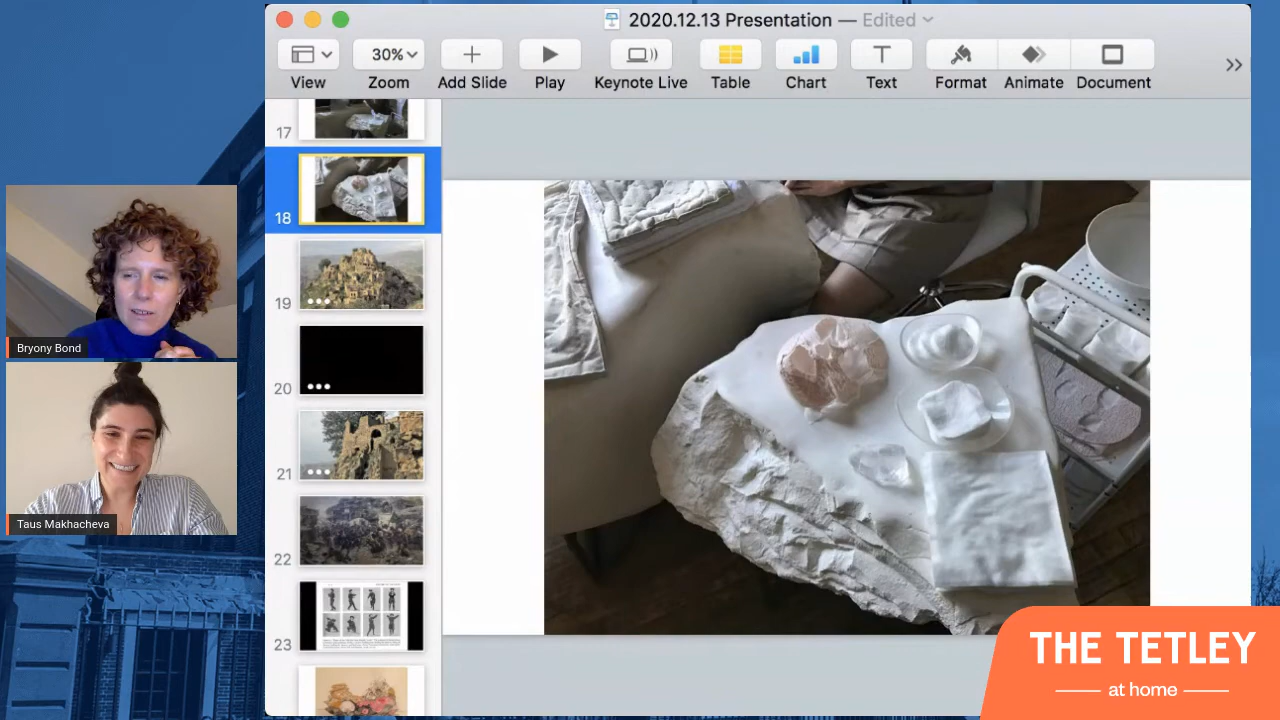 2020.12.13 Presentation — Edited
30%
View
Zoom
Add Slide
Play
Keynote Live
Table
Chart
Text
Format
Animate
Document
17
18
19
20
21
22
23
Bryony Bond
Taus Makhacheva
THE TETLEY
at home